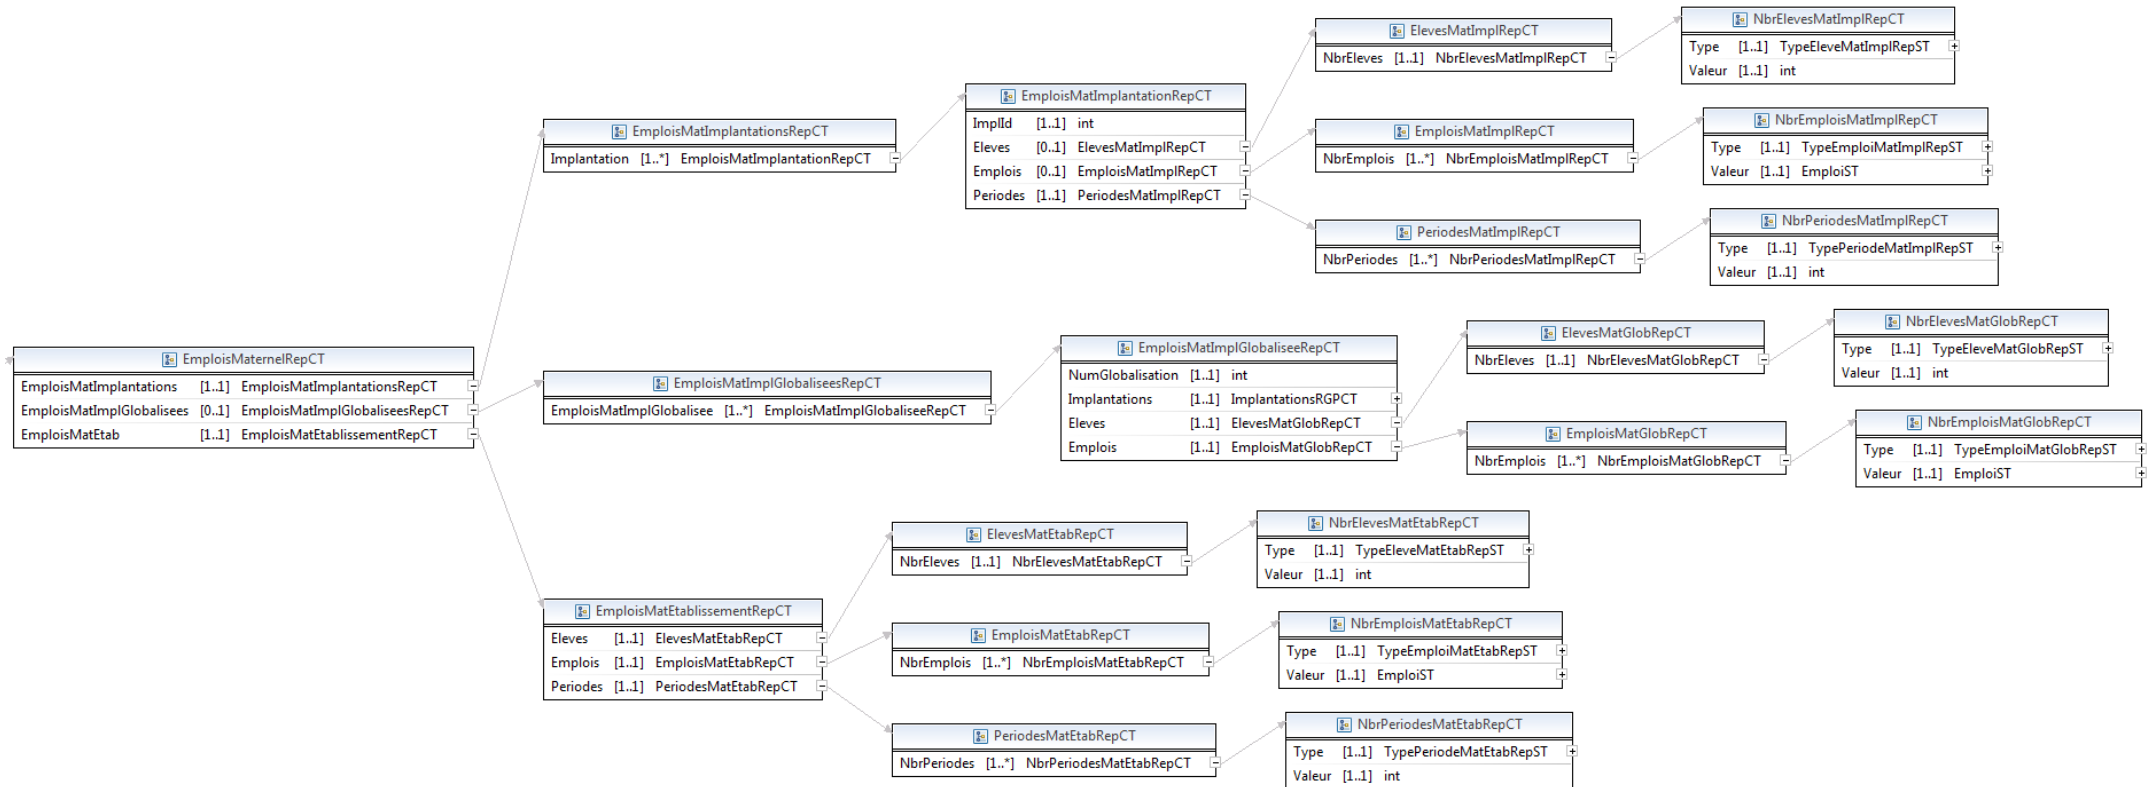 EmploisMaternelRepCT
EmploisMatImplantations [1..1] EmploisMatImplantationsRepCT
EmploisMatImplGlobalisees [0..1] EmploisMatImplGlobaliseesRepCT
EmploisMatEtab [1..1] EmploisMatEtablissementRepCT
EmploisMatImplantationsRepCT
Implantation [1..*] EmploisMatImplantationRepCT
EmploisMatImplantationRepCT
ImplId [1..1] int
Eleves [0..1] ElevesMatImplRepCT
Emplois [0..1] EmploisMatImplRepCT
Periodes [1..1] PeriodesMatImplRepCT
ElevesMatImplRepCT
NbrEleves [1..1] NbrElevesMatImplRepCT
NbrElevesMatImplRepCT
Type [1..1] TypeEleveMatImplRepST
Valeur [1..1] int
EmploisMatImplRepCT
NbrEmplois [1..*] NbrEmploisMatImplRepCT
NbrEmploisMatImplRepCT
Type [1..1] TypeEmploiMatImplRepST
Valeur [1..1] EmploiST
PeriodesMatImplRepCT
NbrPeriodes [1..*] NbrPeriodesMatImplRepCT
NbrPeriodesMatImplRepCT
Type [1..1] TypePeriodeMatImplRepST
Valeur [1..1] int
EmploisMatImplGlobaliseesRepCT
EmploisMatImplGlobalisee [1..*] EmploisMatImplGlobaliseeRepCT
EmploisMatImplGlobaliseeRepCT
NumGlobalisation [1..1] int
Implantations [1..1] ImplantationsRGPCT
Eleves [1..1] ElevesMatGlobRepCT
Emplois [1..1] EmploisMatGlobRepCT
ElevesMatGlobRepCT
NbrEleves [1..1] NbrElevesMatGlobRepCT
NbrElevesMatGlobRepCT
Type [1..1] TypeEleveMatGlobRepST
Valeur [1..1] int
EmploisMatGlobRepCT
NbrEmplois [1..*] NbrEmploisMatGlobRepCT
NbrEmploisMatGlobRepCT
Type [1..1] TypeEmploiMatGlobRepST
Valeur [1..1] EmploiST
EmploisMatEtablissementRepCT
Eleves [1..1] ElevesMatEtabRepCT
Emplois [1..1] EmploisMatEtabRepCT
Periodes [1..1] PeriodesMatEtabRepCT
ElevesMatEtabRepCT
NbrEleves [1..1] NbrElevesMatEtabRepCT
NbrElevesMatEtabRepCT
Type [1..1] TypeEleveMatEtabRepST
Valeur [1..1] int
EmploisMatEtabRepCT
NbrEmplois [1..*] NbrEmploisMatEtabRepCT
NbrEmploisMatEtabRepCT
Type [1..1] TypeEmploiMatEtabRepST
Valeur [1..1] EmploiST
PeriodesMatEtabRepCT
NbrPeriodes [1..*] NbrPeriodesMatEtabRepCT
NbrPeriodesMatEtabRepCT
Type [1..1] TypePeriodeMatEtabRepST
Valeur [1..1] int